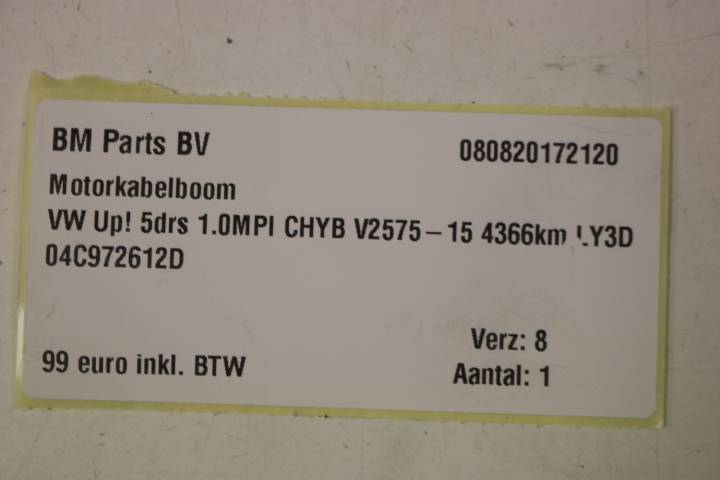 BM Parts BV 080820172120
Motorkabelboom
VW Up! 5drs 1.0MPI CHYB V2575-15 4366km LY3D
04C972612D
Verz: 8
99 euro inkl. BTW
Aantal: 1